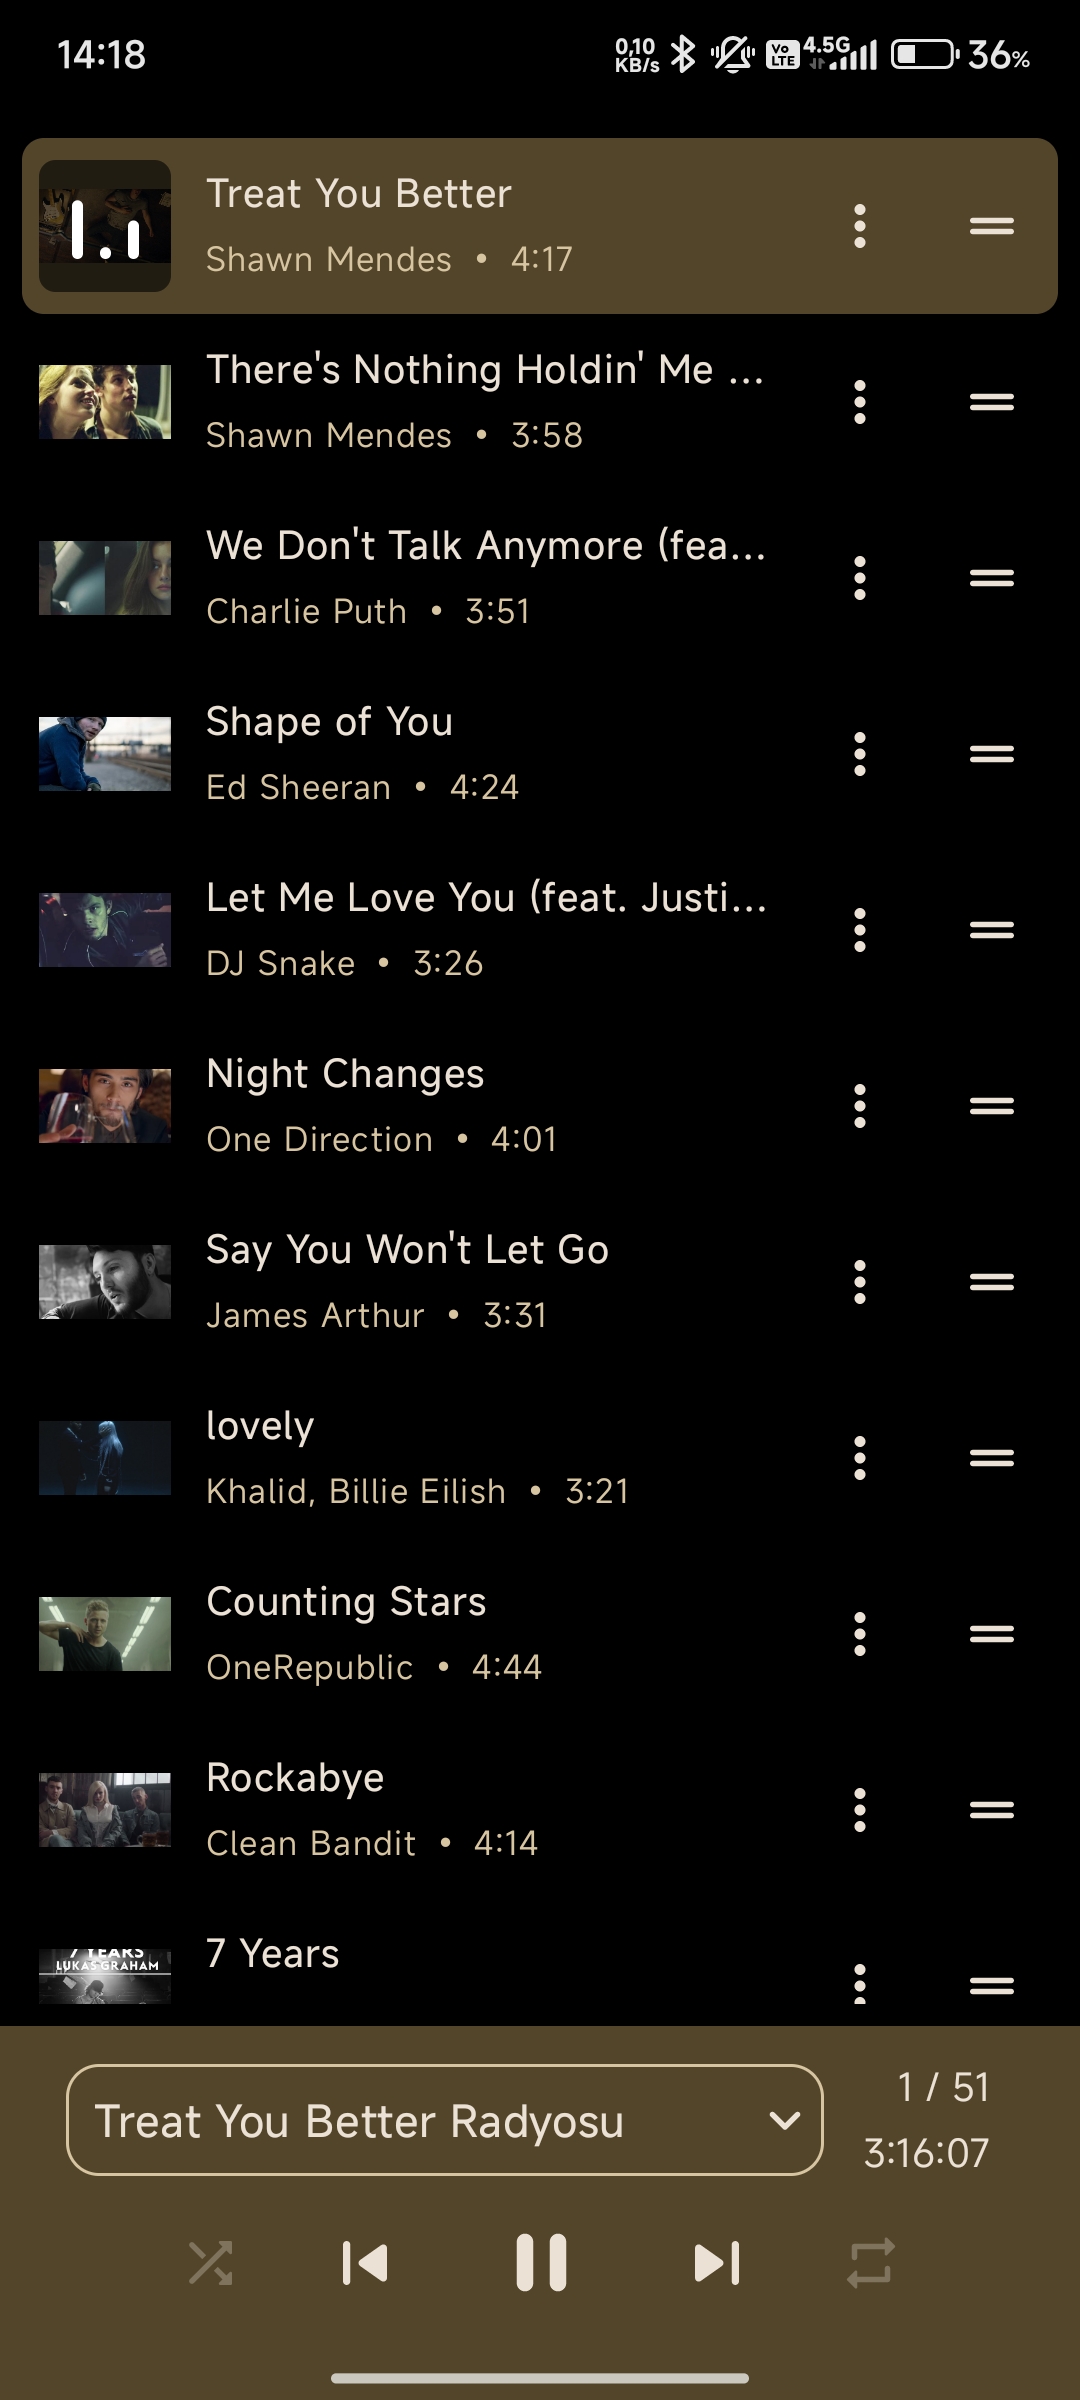 14:18
0,10
KB/s
Vo
LTE
4.5G
36%
Treat You Better
Shawn Mendes • 4:17
There's Nothing Holdin' Me ...
Shawn Mendes • 3:58
We Don't Talk Anymore (fea...
Charlie Puth • 3:51
Shape of You
Ed Sheeran • 4:24
Let Me Love You (feat. Justi...
DJ Snake • 3:26
Night Changes
One Direction • 4:01
Say You Won't Let Go
James Arthur • 3:31
lovely
Khalid, Billie Eilish • 3:21
Counting Stars
OneRepublic • 4:44
Rockabye
Clean Bandit • 4:14
7 YEARS
LUKAS GRAHAM
7 Years
Treat You Better Radyosu
1 / 51
3:16:07